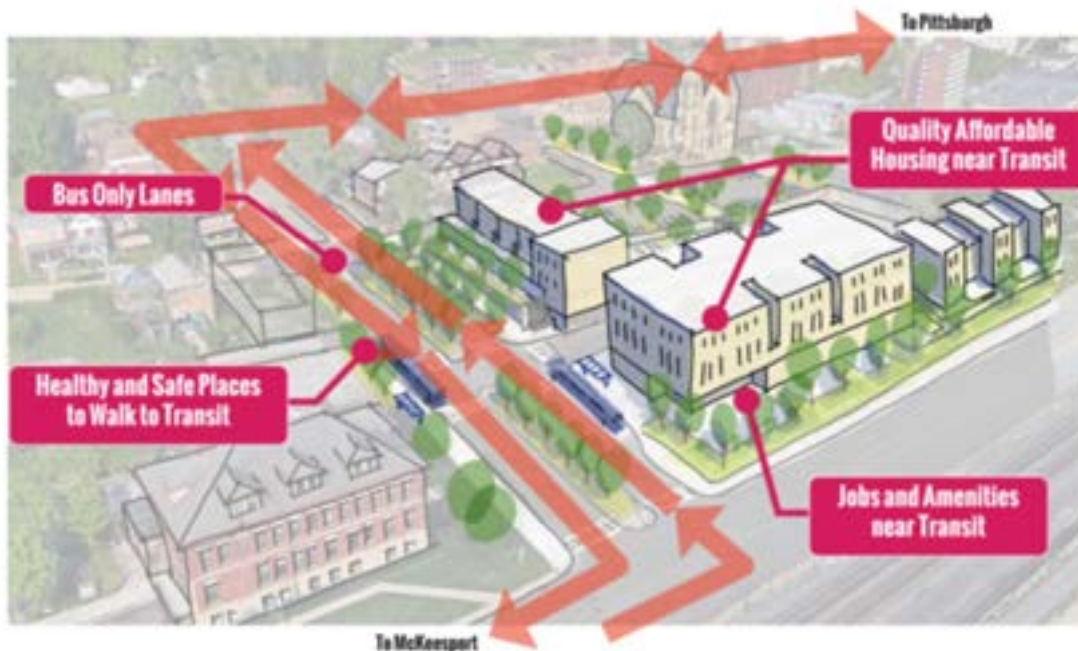 To Pittsburgh
Quality Affordable
Housing near Transit
Bus Only Lanes
Healthy and Safe Places
to Walk to Transit
Jobs and Amenities
near Transit
To McKeesport